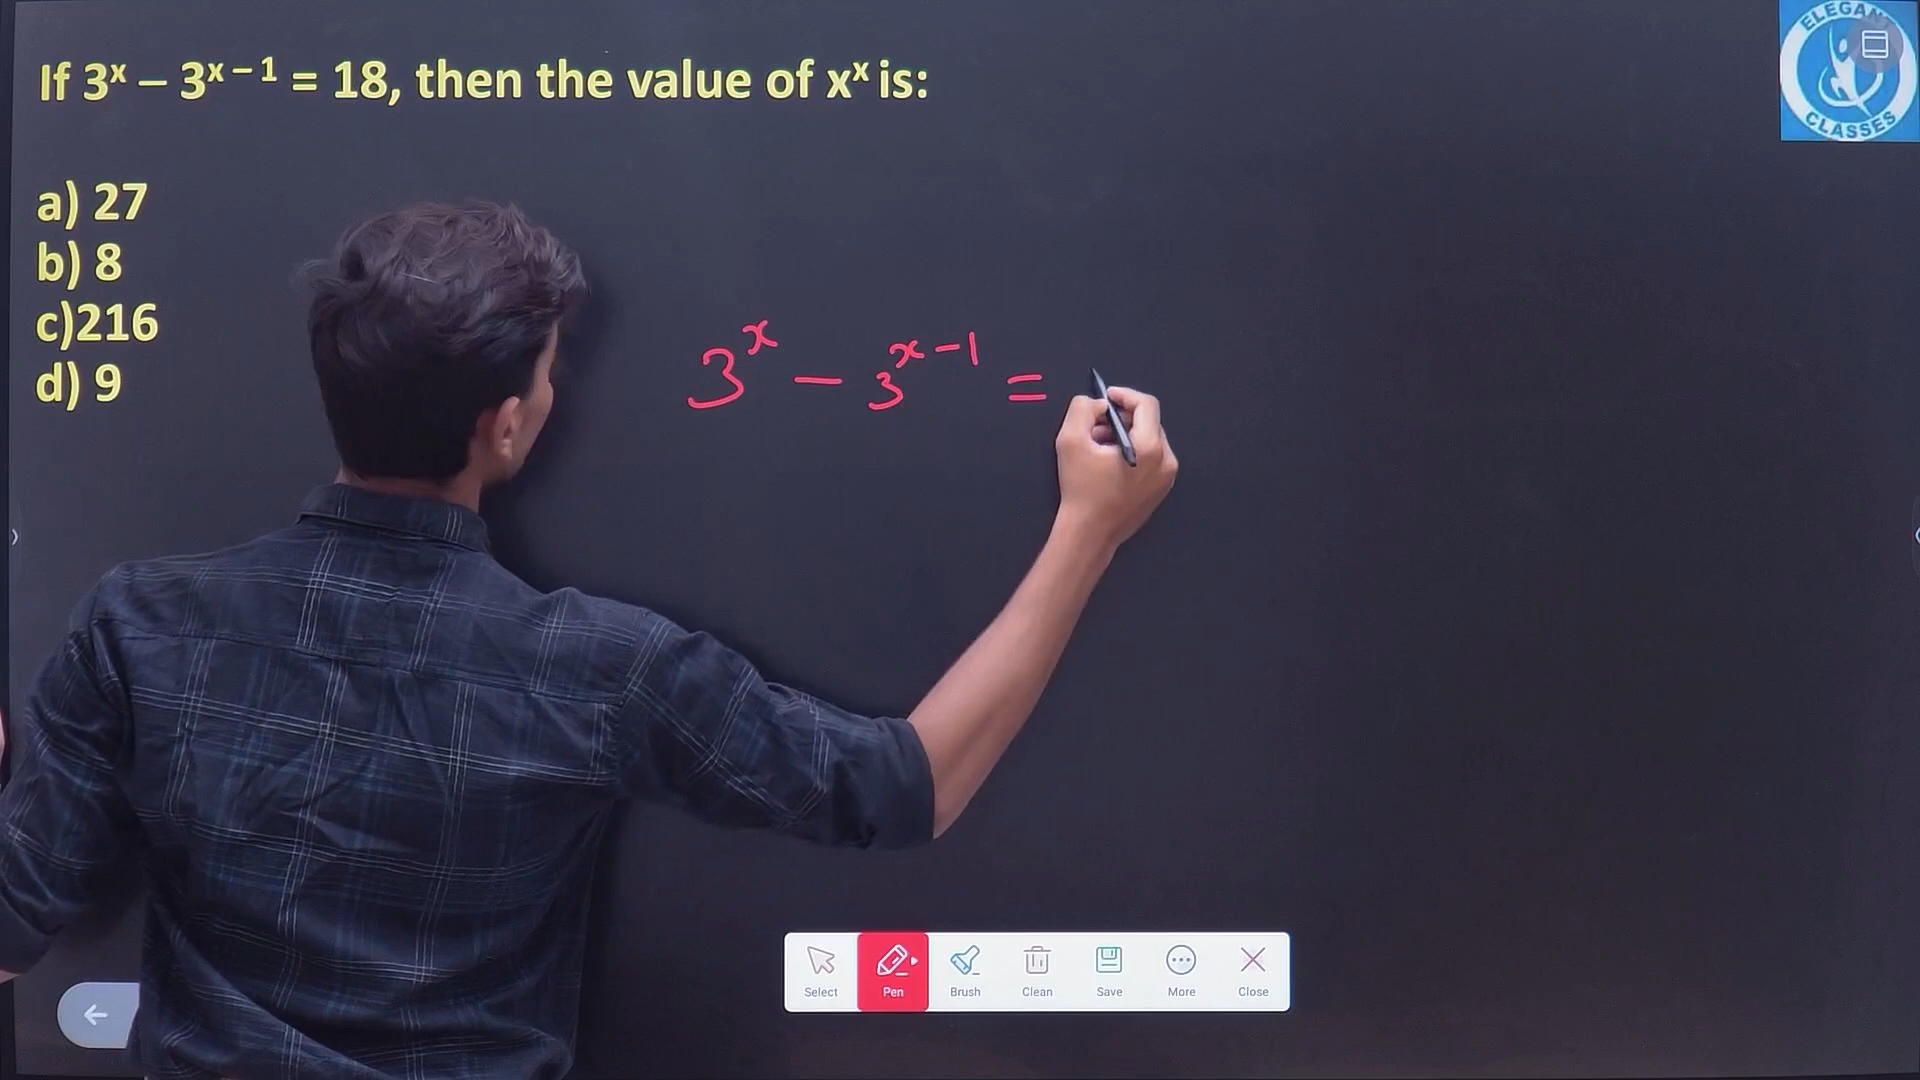 If 3ˣ – 3ˣ⁻¹ = 18, then the value of xˣ is:
a) 27
b) 8
c)216
d) 9
3ˣ – 3ˣ⁻¹ =
ELEGANT
CLASSES
Select
Pen
Brush
Clean
Save
More
Close